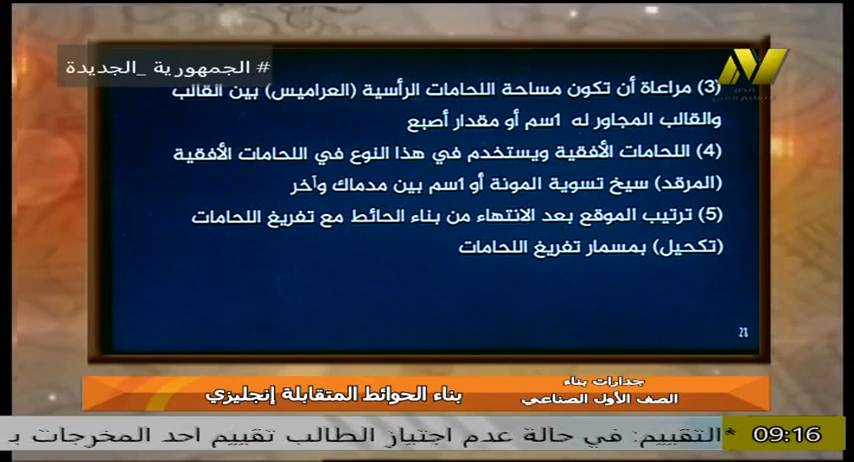 # الجمهورية _الجديدة
(3) مراعاة أن تكون مساحة اللحامات الرأسية (العراميس) بين القالب
والقالب المجاور له 1سم أو مقدار أصبع
(4) اللحامات الأفقية ويستخدم في هذا النوع في اللحامات الأفقية
(المرقد) سيخ تسوية المونة أو 1سم بين مدماك وآخر
(5) ترتيب الموقع بعد الانتهاء من بناء الحائط مع تفريغ اللحامات
(تكحيل) بمسمار تفريغ اللحامات
21
جدارات بناء
الصف الأول الصناعي
بناء الحوائط المتقابلة إنجليزي
*التقييم: في حالة عدم اجتياز الطالب تقييم احد المخرجات بـ
09:16